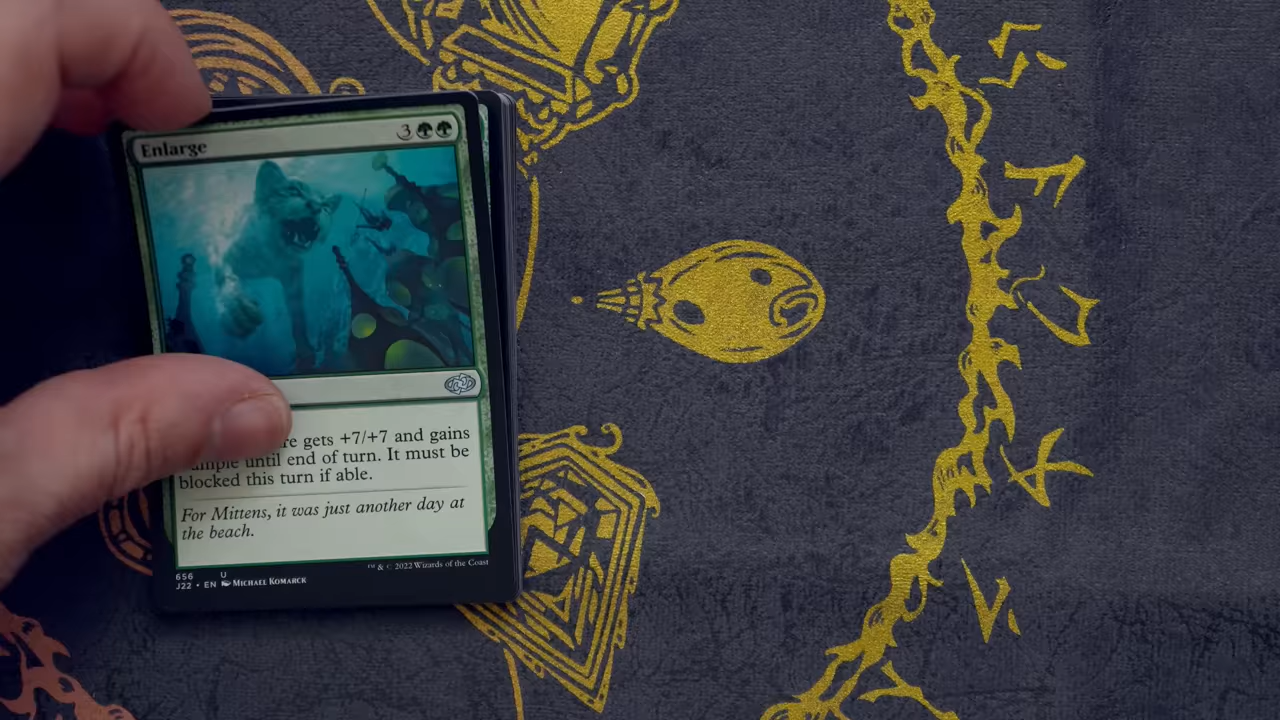 Enlarge 3
gets +7/+7 and gains
until end of turn. It must be
blocked this turn if able.
For Mittens, it was just another day at
the beach.
656 U
J22 • EN MICHAEL KOMARCK
™ & © 2022 Wizards of the Coast